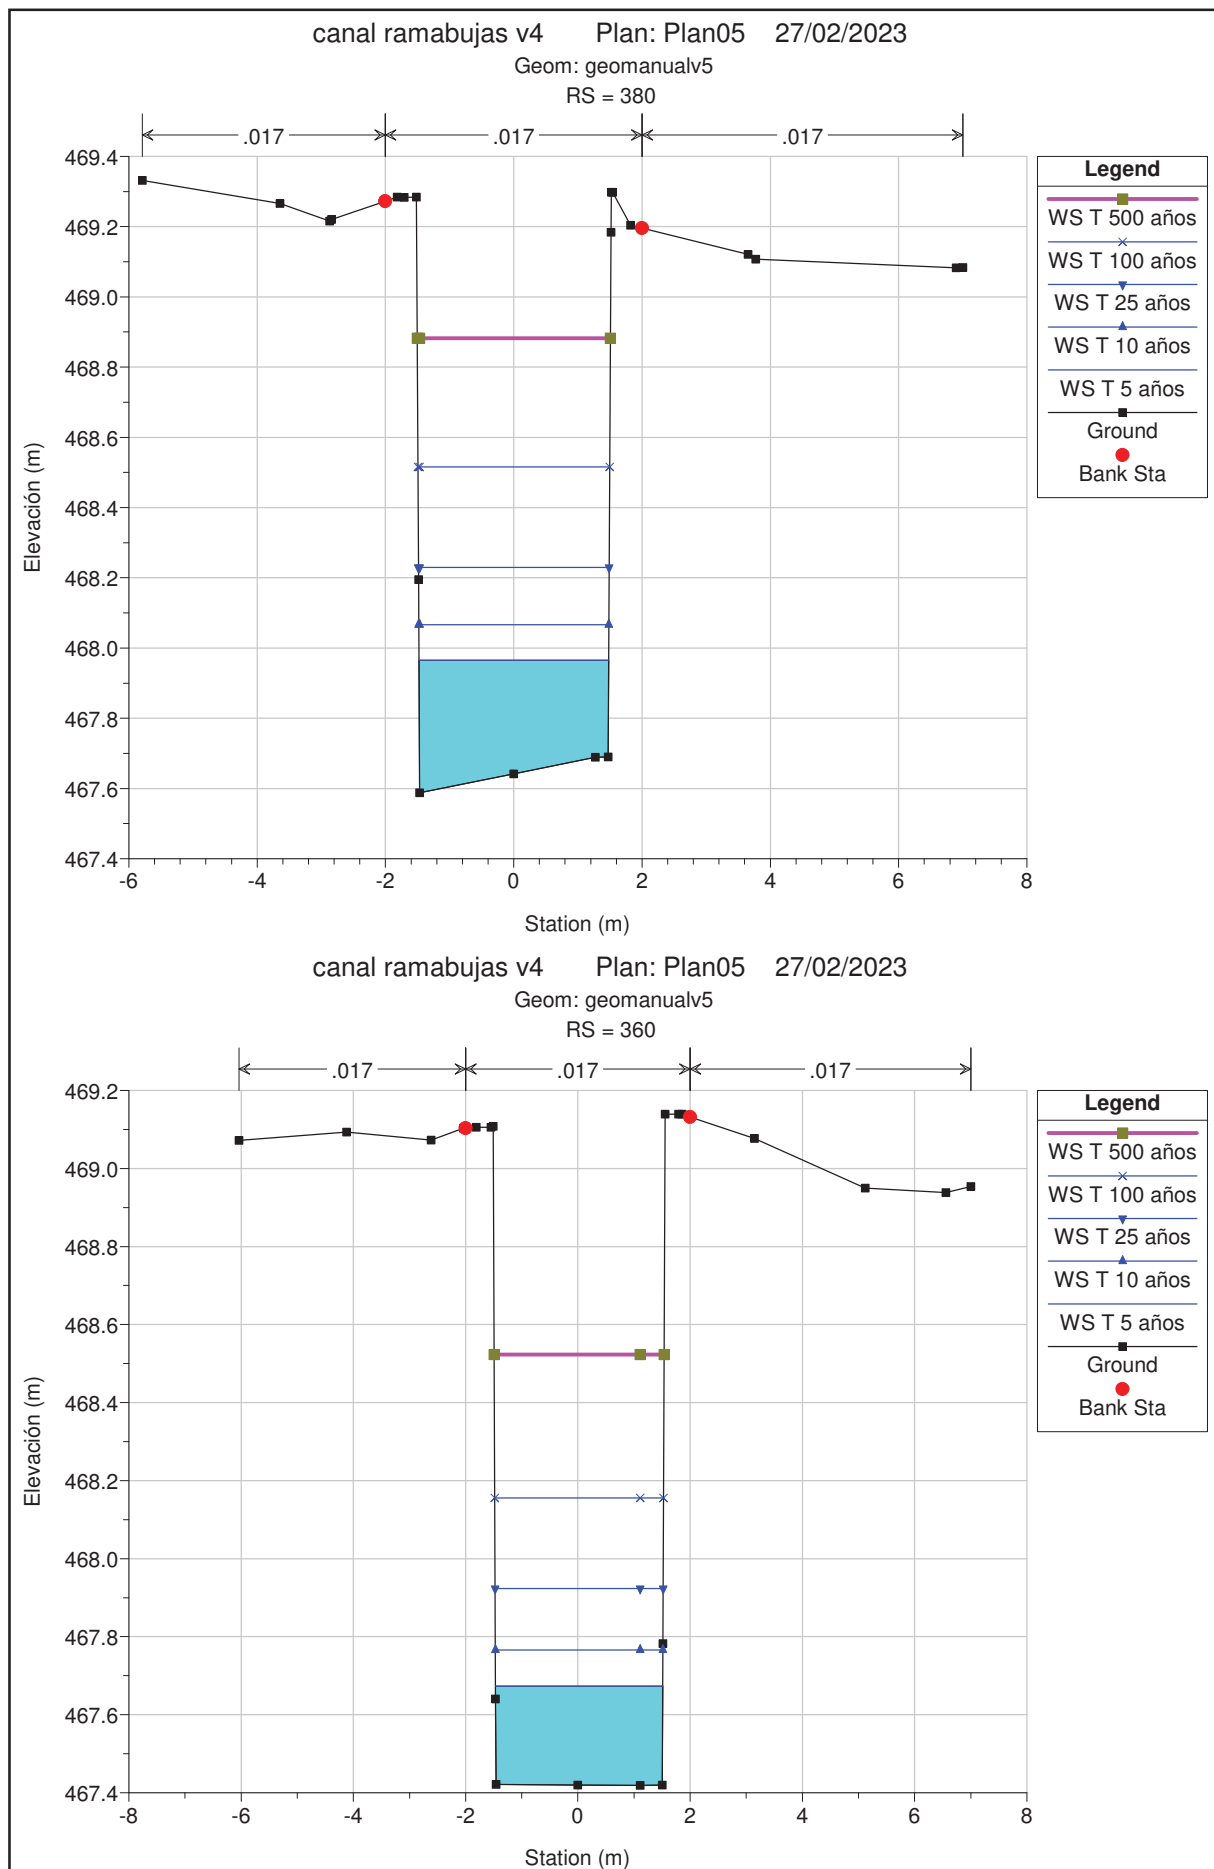 canal ramabujas v4 Plan: Plan05 27/02/2023
Geom: geomanualv5
RS = 380
.017 .017 .017
469.4
469.2
469.0
468.8
468.6
468.4
468.2
468.0
467.8
467.6
467.4
Elevación (m)
-6 -4 -2 0 2 4 6 8
Station (m)
Legend
WS T 500 años
WS T 100 años
WS T 25 años
WS T 10 años
WS T 5 años
Ground
Bank Sta
canal ramabujas v4 Plan: Plan05 27/02/2023
Geom: geomanualv5
RS = 360
.017 .017 .017
469.2
469.0
468.8
468.6
468.4
468.2
468.0
467.8
467.6
467.4
Elevación (m)
-8 -6 -4 -2 0 2 4 6 8
Station (m)
Legend
WS T 500 años
WS T 100 años
WS T 25 años
WS T 10 años
WS T 5 años
Ground
Bank Sta